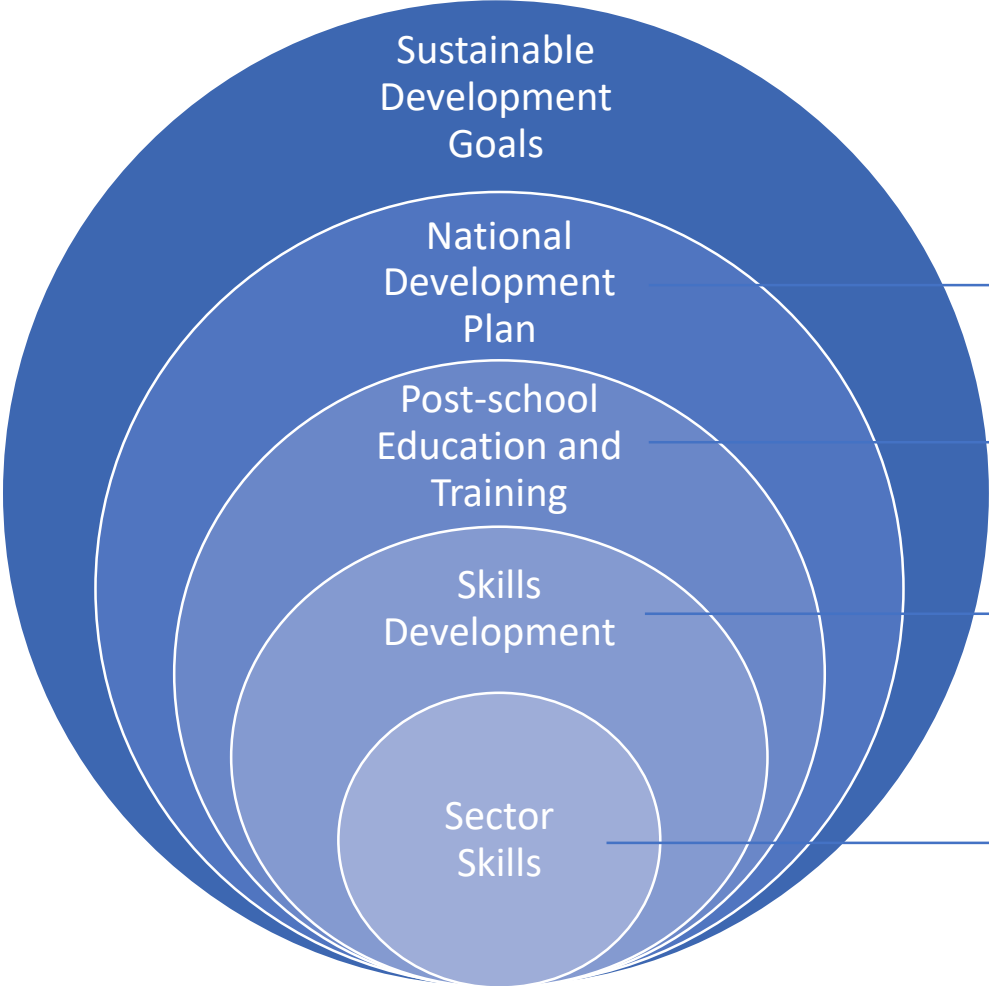 Sustainable
Development
Goals
National
Development
Plan
Post-school
Education and
Training
Skills
Development
Sector
Skills